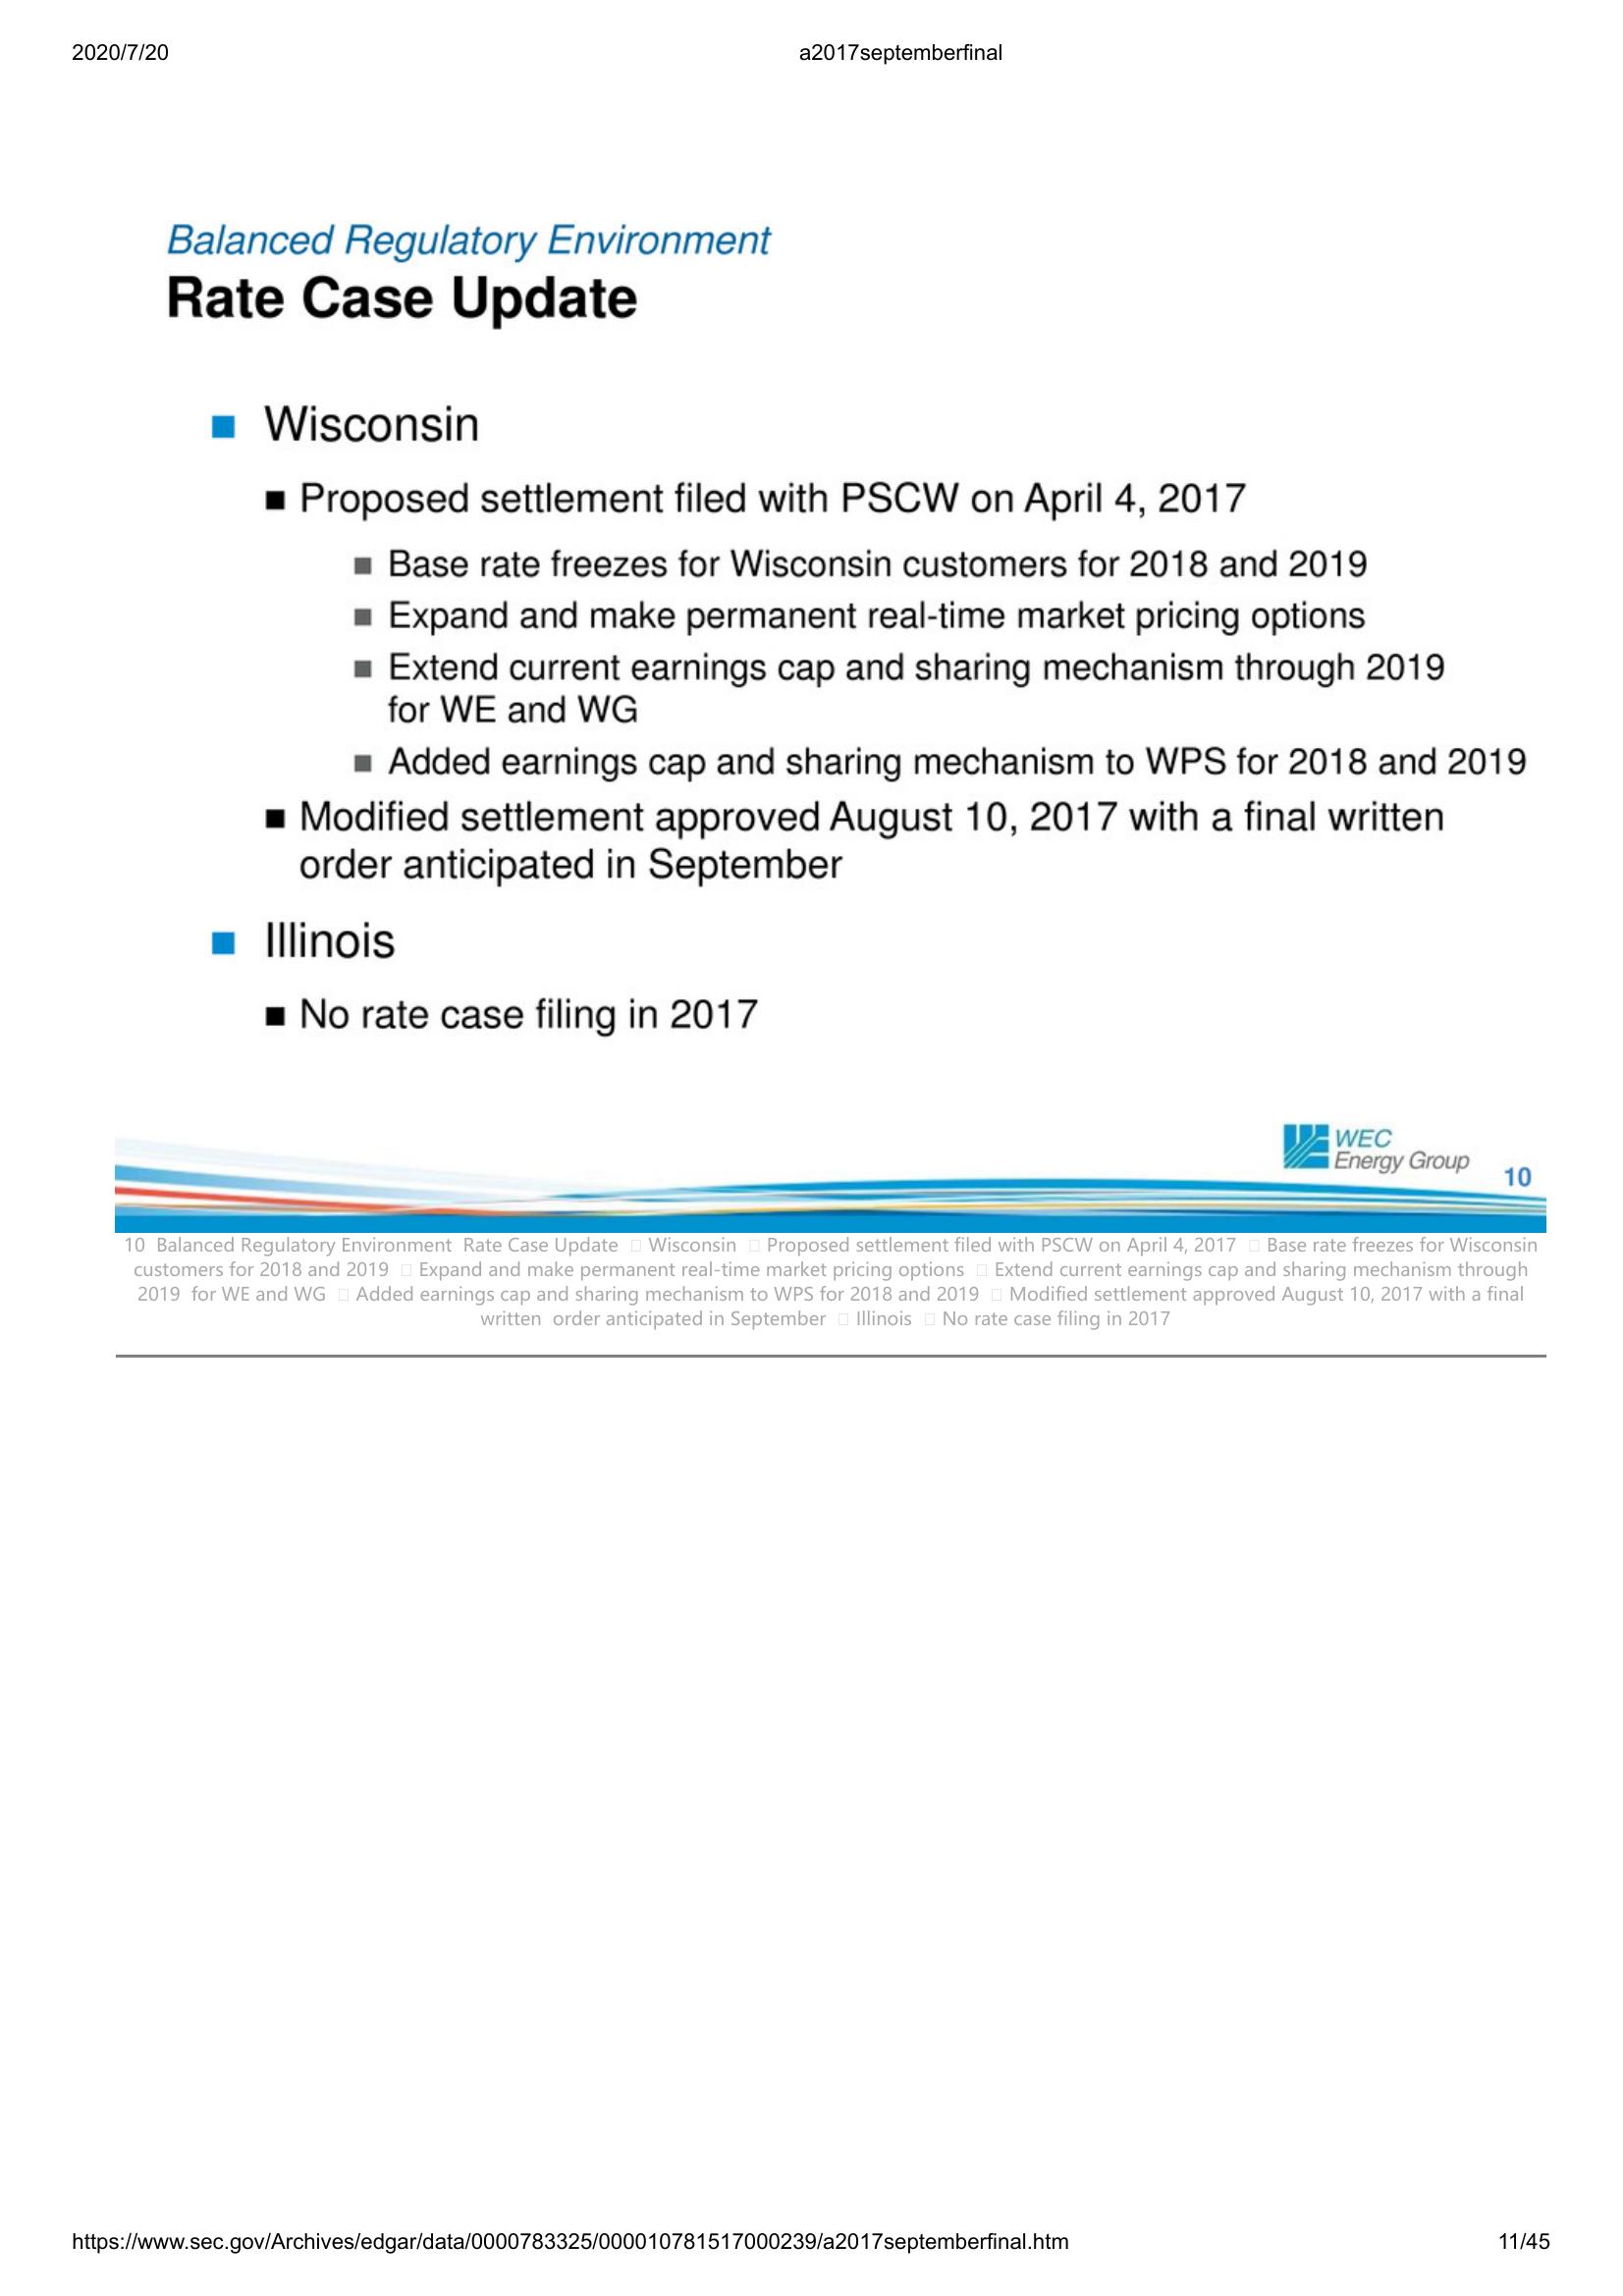 2020/7/20
a2017septemberfinal
Balanced Regulatory Environment
Rate Case Update
Wisconsin
Proposed settlement filed with PSCW on April 4, 2017
Base rate freezes for Wisconsin customers for 2018 and 2019
Expand and make permanent real-time market pricing options
Extend current earnings cap and sharing mechanism through 2019
for WE and WG
Added earnings cap and sharing mechanism to WPS for 2018 and 2019
Modified settlement approved August 10, 2017 with a final written
order anticipated in September
Illinois
No rate case filing in 2017
WEC
Energy Group
10
10  Balanced Regulatory Environment  Rate Case Update  □ Wisconsin  □ Proposed settlement filed with PSCW on April 4, 2017  □ Base rate freezes for Wisconsin
customers for 2018 and 2019  □ Expand and make permanent real-time market pricing options  □ Extend current earnings cap and sharing mechanism through
2019  for WE and WG  □ Added earnings cap and sharing mechanism to WPS for 2018 and 2019  □ Modified settlement approved August 10, 2017 with a final
written  order anticipated in September  □ Illinois  □ No rate case filing in 2017
https://www.sec.gov/Archives/edgar/data/0000783325/000010781517000239/a2017septemberfinal.htm
11/45